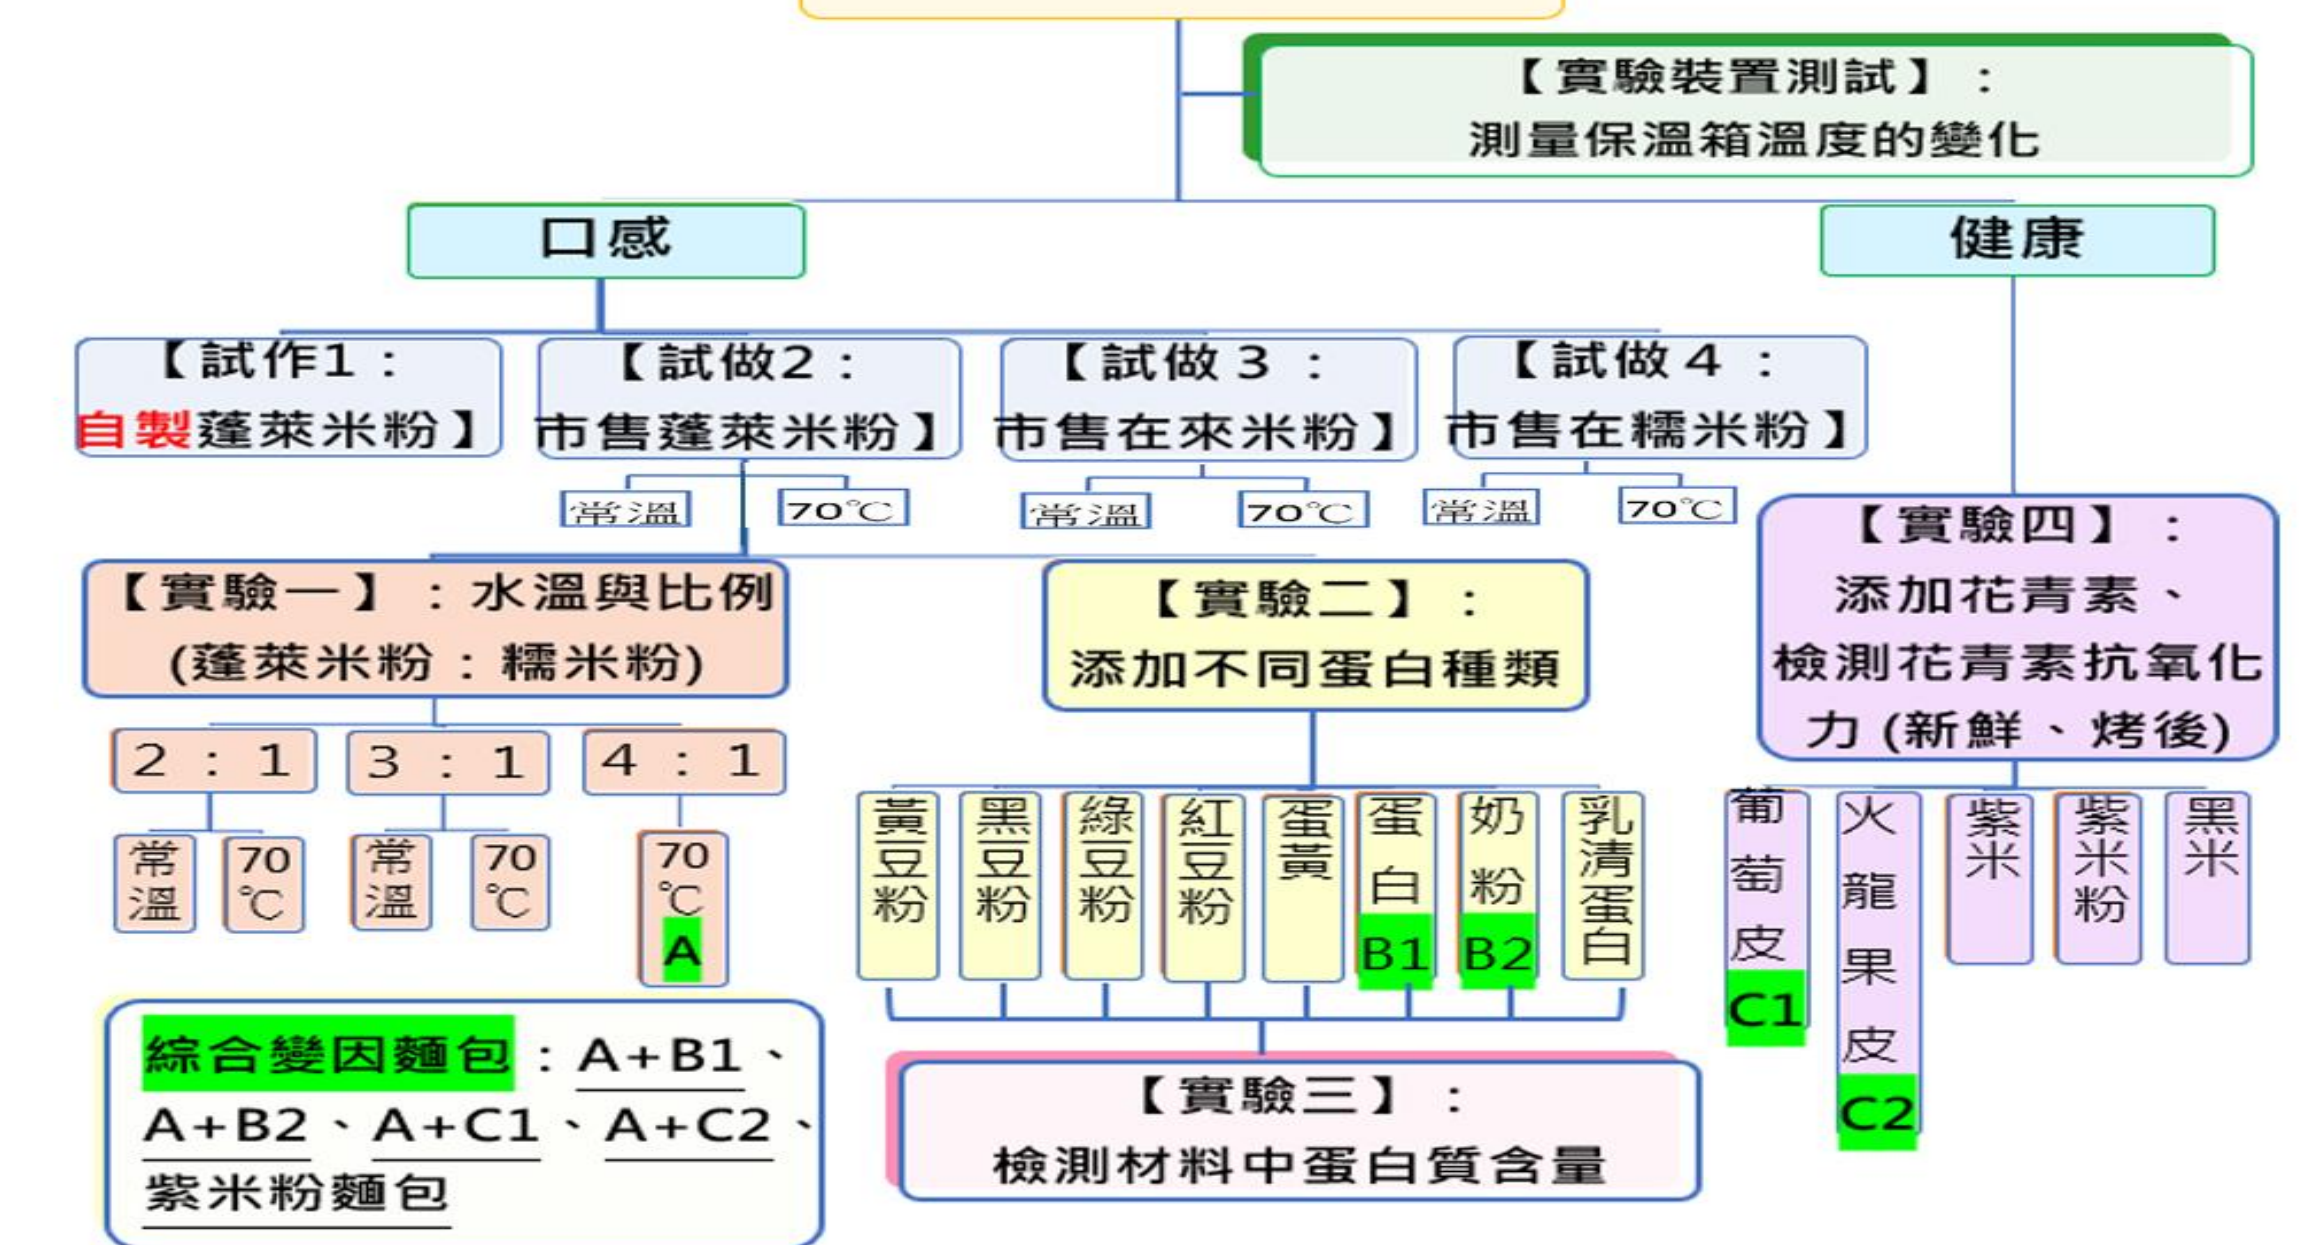 【實驗裝置測試】：
測量保溫箱溫度的變化
口感
健康
【試作1：
自製蓬萊米粉】
【試做2：
市售蓬萊米粉】
【試做３：
市售在來米粉】
【試做４：
市售在糯米粉】
常溫
70℃
常溫
70℃
常溫
70℃
【實驗一】：水溫與比例
(蓬萊米粉：糯米粉)
【實驗二】：
添加不同蛋白種類
【實驗四】：
添加花青素、
檢測花青素抗氧化
力(新鮮、烤後)
2：1
3：1
4：1
常溫
70℃
常溫
70℃
70℃
A
黃豆粉
黑豆粉
綠豆粉
紅豆粉
蛋黃
蛋白
B1
奶粉
B2
乳清蛋白
葡萄皮
C1
火龍果皮
C2
紫米
紫米粉
黑米
綜合變因麵包：A+B1、
A+B2、A+C1、A+C2、
紫米粉麵包
【實驗三】：
檢測材料中蛋白質含量